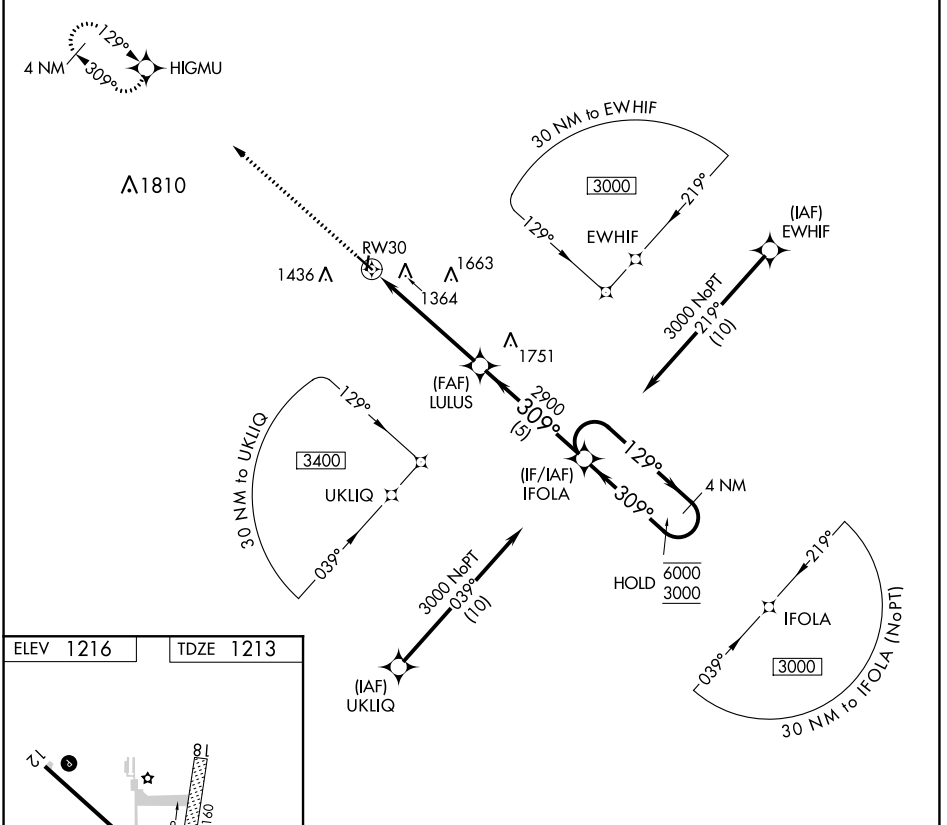 129°
4 NM
309°
HIGMU
30 NM to EWHIF
1810
3000
219°
129°
EWHIF
(IAF)
EWHIF
RW30
1436
1663
1364
3000 NoPT
219°
(10)
1751
(FAF)
LULUS
2900
309°
(5)
129°
30 NM to UKLIQ
3400
UKLIQ
039°
(IF/IAF)
IFOLA
129°
309°
4 NM
HOLD
6000
3000
3000 NoPT
039°
(10)
219°
IFOLA
039°
3000
30 NM to IFOLA (NoPT)
(IAF)
UKLIQ
ELEV 1216
TDZE 1213
12
P
18
160